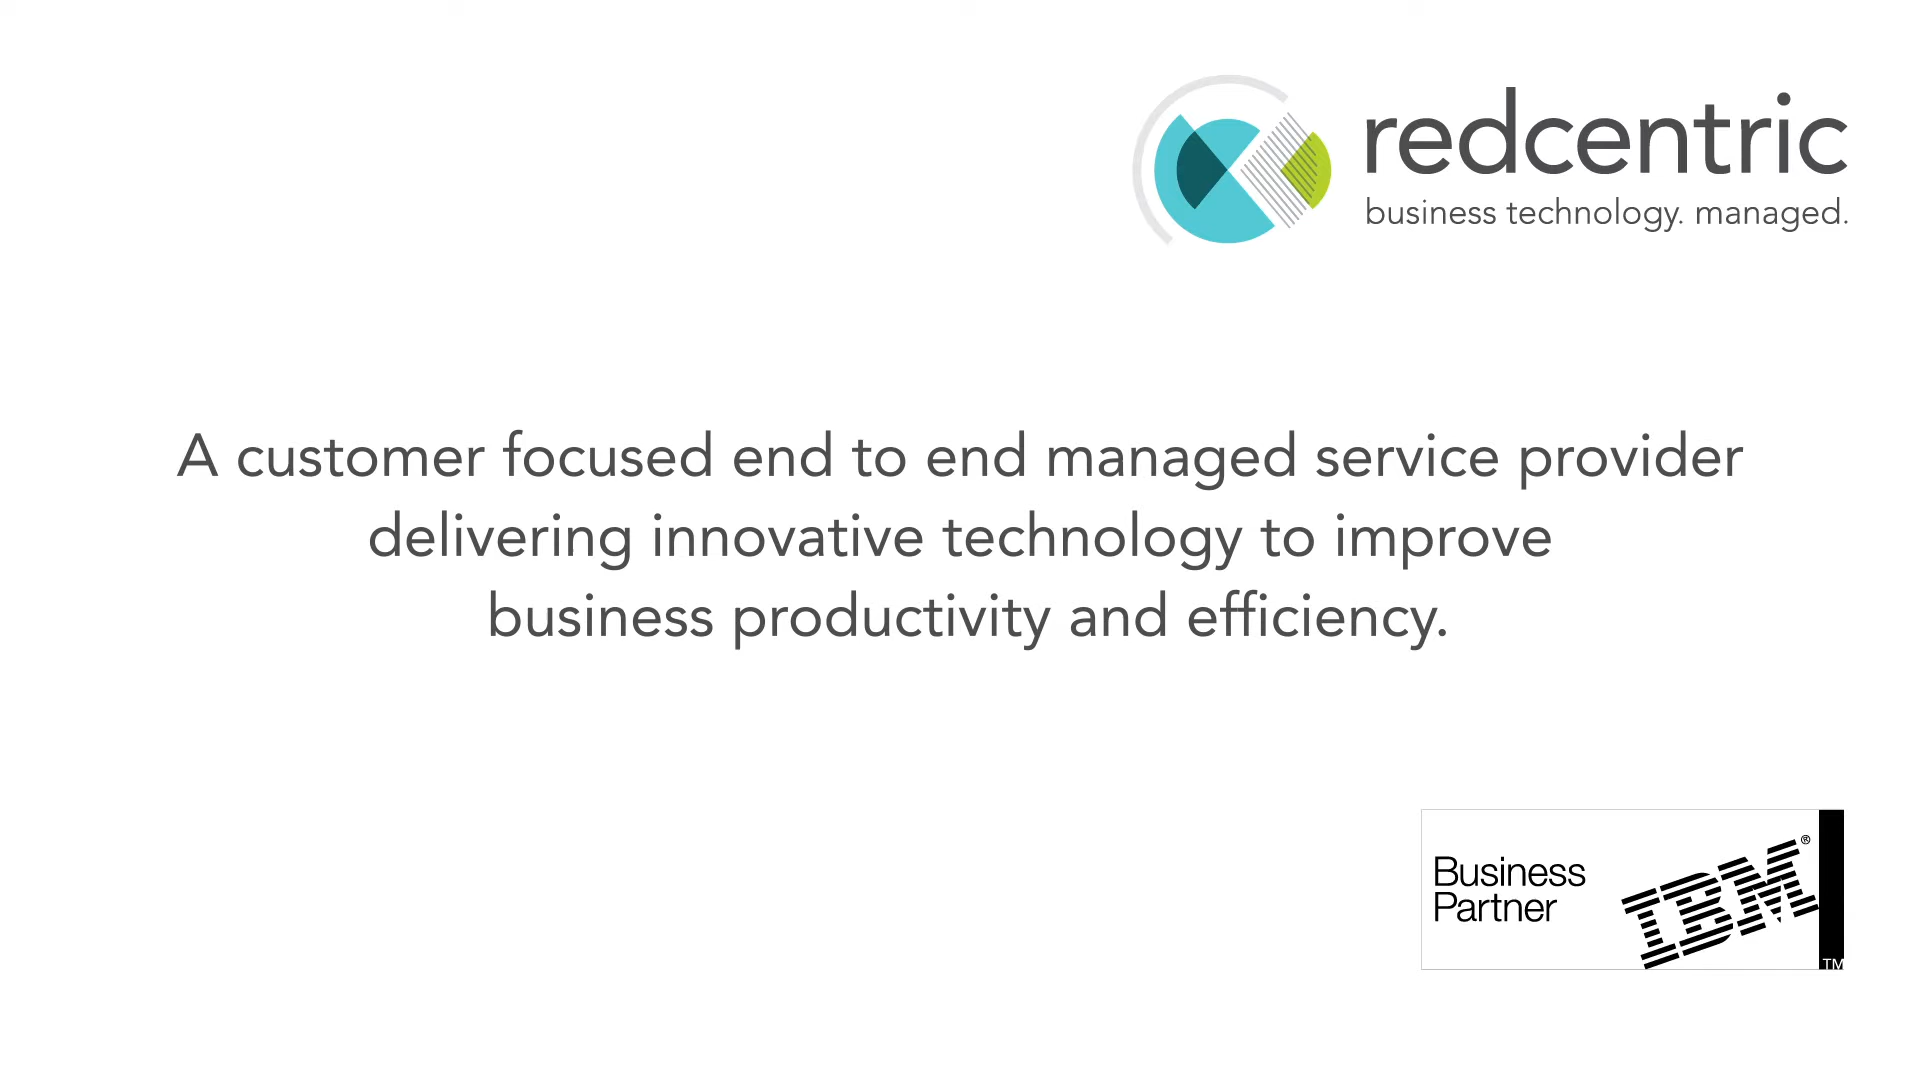 redcentric
business technology. managed.
A customer focused end to end managed service provider
delivering innovative technology to improve
business productivity and efficiency.
Business
Partner
IBM®
TM